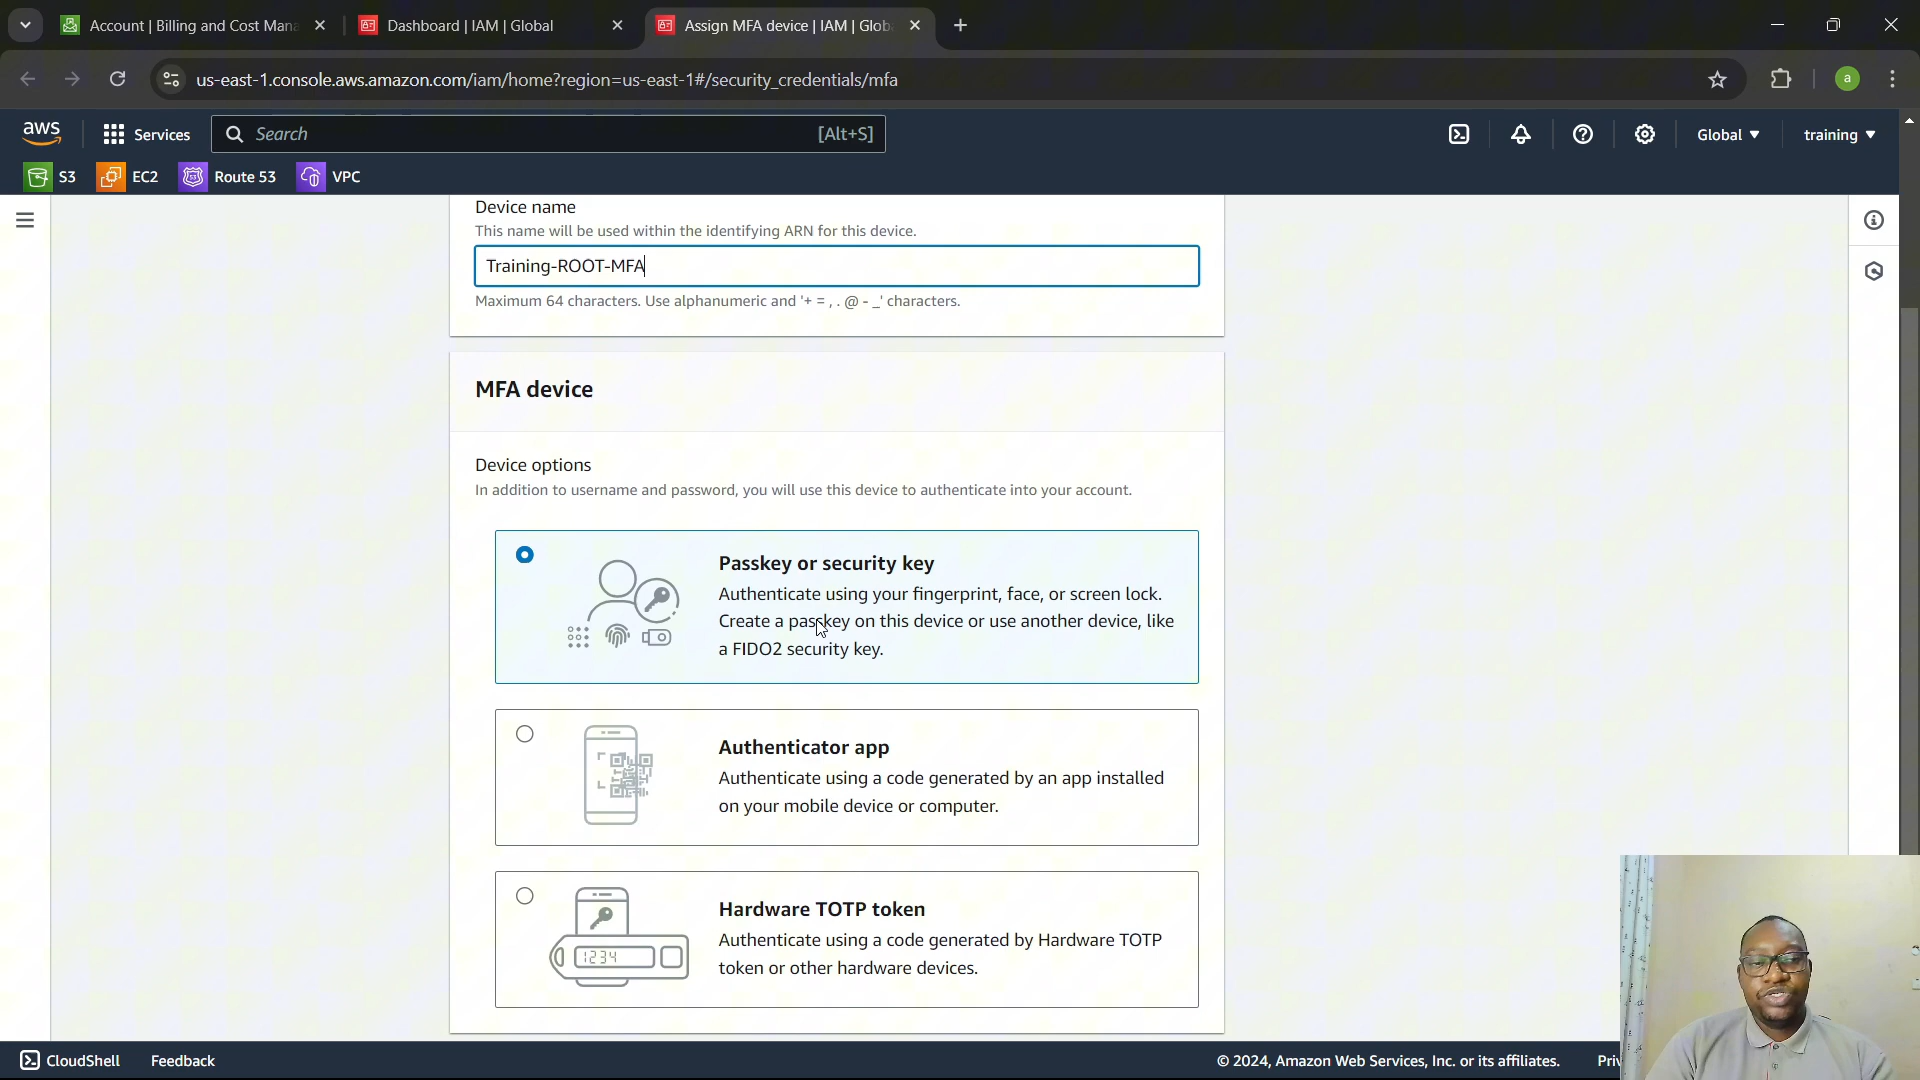 Account | Billing and Cost Mana
Dashboard | IAM | Global
Assign MFA device | IAM | Glob
us-east-1.console.aws.amazon.com/iam/home?region=us-east-1#/security_credentials/mfa
a
aws
Services
Search
[Alt+S]
Global
training
S3
EC2
Route 53
VPC
Device name
This name will be used within the identifying ARN for this device.
Training-ROOT-MFA
Maximum 64 characters. Use alphanumeric and '+ = , . @ - _' characters.
MFA device
Device options
In addition to username and password, you will use this device to authenticate into your account.
Passkey or security key
Authenticate using your fingerprint, face, or screen lock.
Create a passkey on this device or use another device, like
a FIDO2 security key.
Authenticator app
Authenticate using a code generated by an app installed
on your mobile device or computer.
1234
Hardware TOTP token
Authenticate using a code generated by Hardware TOTP
token or other hardware devices.
CloudShell
Feedback
© 2024, Amazon Web Services, Inc. or its affiliates.
Pri